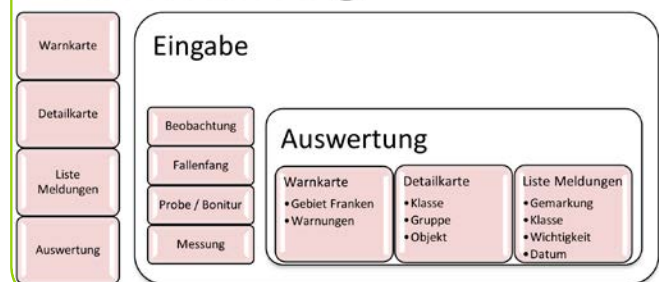 Warnkarte
Detailkarte
Liste
Meldungen
Auswertung
Eingabe
Beobachtung
Fallenfang
Probe / Bonitur
Messung
Auswertung
Warnkarte
•Gebiet Franken
•Warnungen
Detailkarte
•Klasse
•Gruppe
•Objekt
Liste Meldungen
•Gemarkung
•Klasse
•Wichtigkeit
•Datum